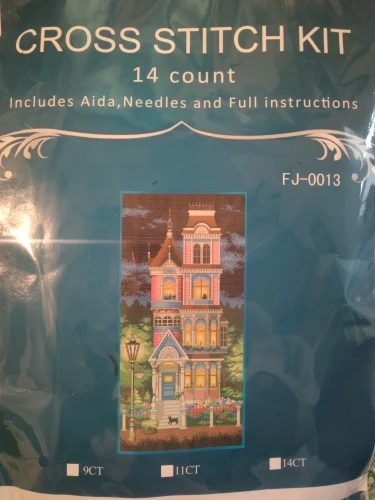 CROSS STITCH KIT
14 count
Includes Aida,Needles and Full instructions
FJ-0013
9CT 11CT 14CT